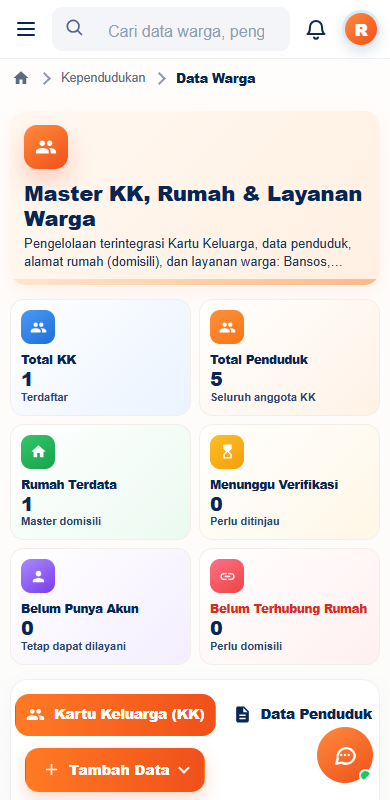 Cari data warga, peng
R
Kependudukan
Data Warga
Master KK, Rumah & Layanan
Warga
Pengelolaan terintegrasi Kartu Keluarga, data penduduk,
alamat rumah (domisili), dan layanan warga: Bansos,...
Total KK
1
Terdaftar
Total Penduduk
5
Seluruh anggota KK
Rumah Terdata
1
Master domisili
Menunggu Verifikasi
0
Perlu ditinjau
Belum Punya Akun
0
Tetap dapat dilayani
Belum Terhubung Rumah
0
Perlu domisili
Kartu Keluarga (KK)
Data Penduduk
+ Tambah Data